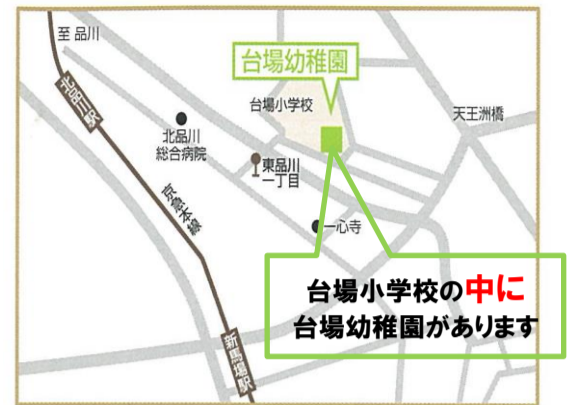 至 品川
台場幼稚園
北品川駅
台場小学校
天王洲橋
北品川
総合病院
東品川
一丁目
京急本線
一心寺
台場小学校の中に
台場幼稚園があります
新馬場駅